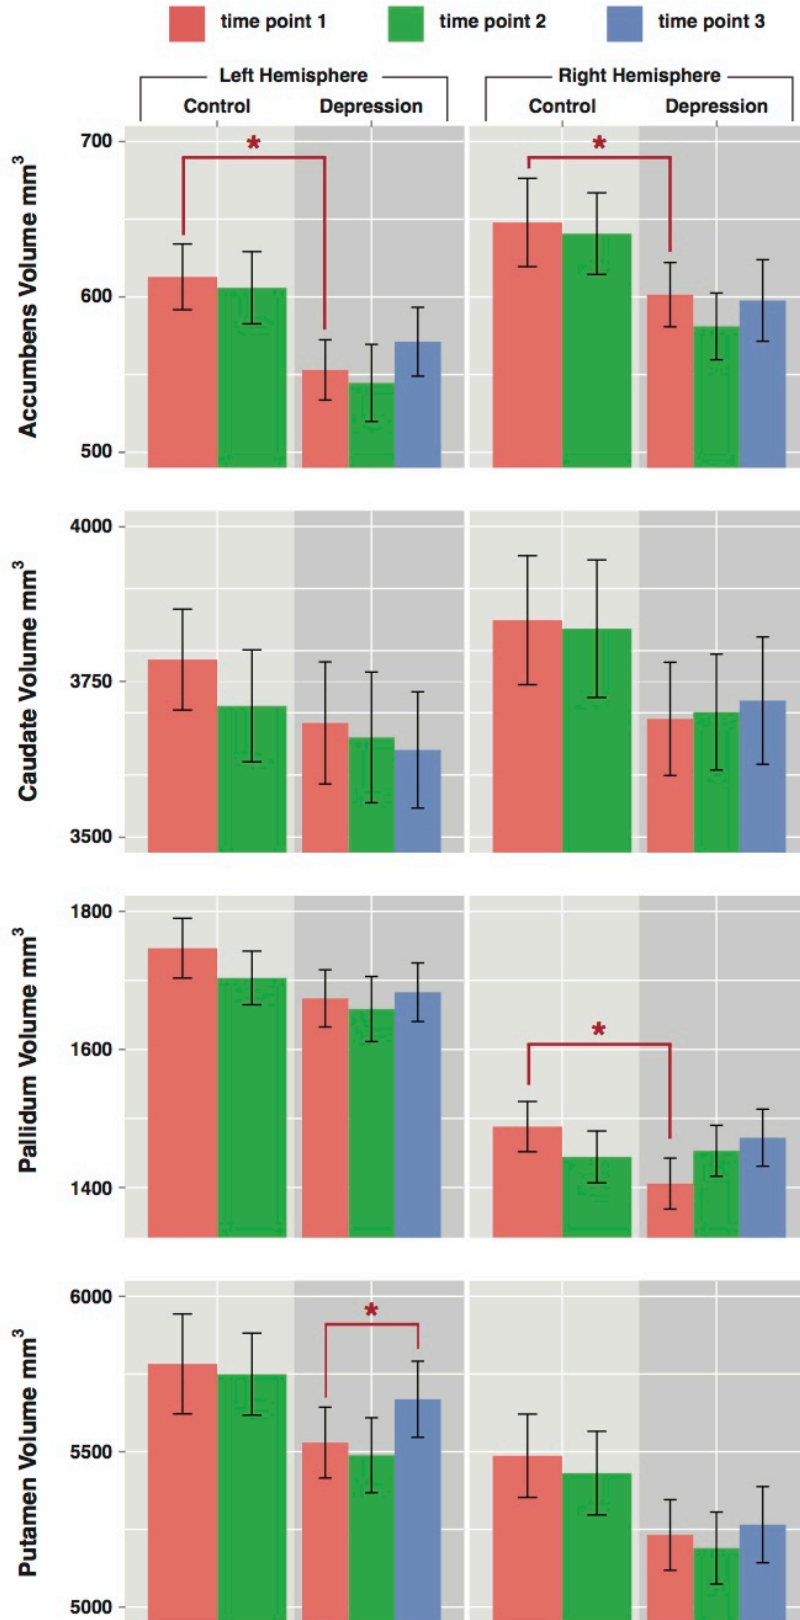 time point 1 time point 2 time point 3
Left Hemisphere Right Hemisphere
Control Depression Control Depression
Accumbens Volume mm³
700
* *
600
500
Caudate Volume mm³
4000
3750
3500
Pallidum Volume mm³
1800
1600
*
1400
Putamen Volume mm³
6000
*
5500
5000